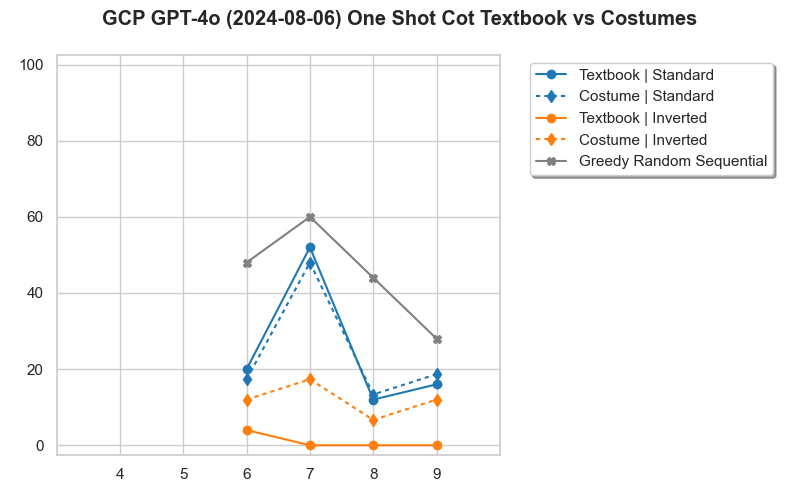 GCP GPT-4o (2024-08-06) One Shot Cot Textbook vs Costumes
100
80
60
40
20
0
4 5 6 7 8 9
Textbook | Standard
Costume | Standard
Textbook | Inverted
Costume | Inverted
Greedy Random Sequential